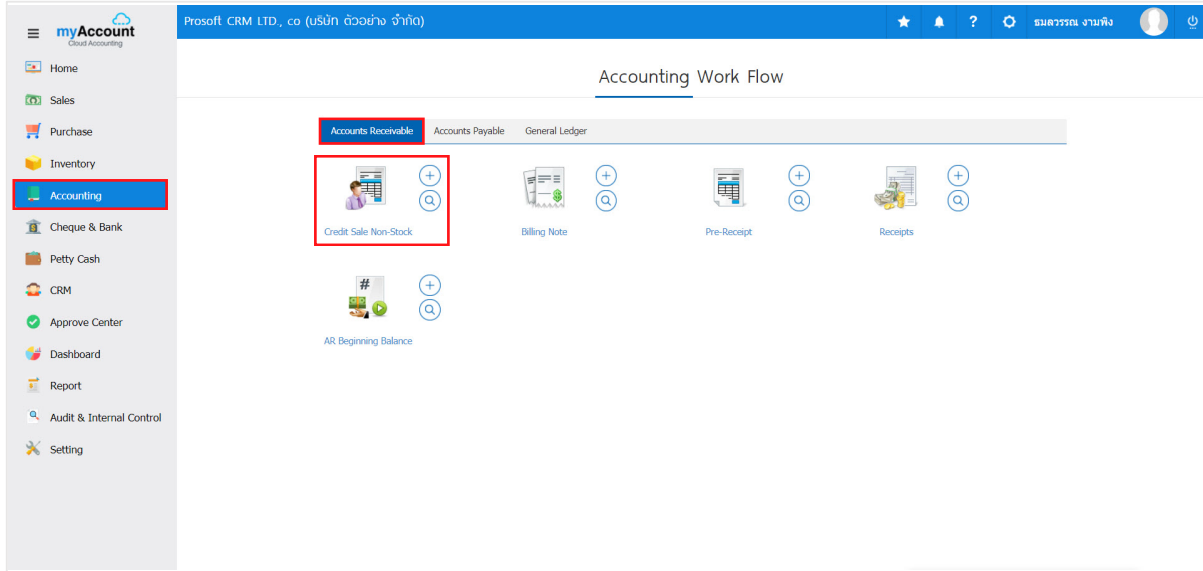 myAccount
Cloud Accounting
Prosoft CRM LTD., co (บริษัท ตัวอย่าง จำกัด)
?
ธมลวรรณ งามพิง
Home
Sales
Purchase
Inventory
Accounting
Cheque & Bank
Petty Cash
CRM
Approve Center
Dashboard
Report
Audit & Internal Control
Setting
Accounting Work Flow
Accounts Receivable
Accounts Payable
General Ledger
Credit Sale Non-Stock
Billing Note
Pre-Receipt
Receipts
#
AR Beginning Balance